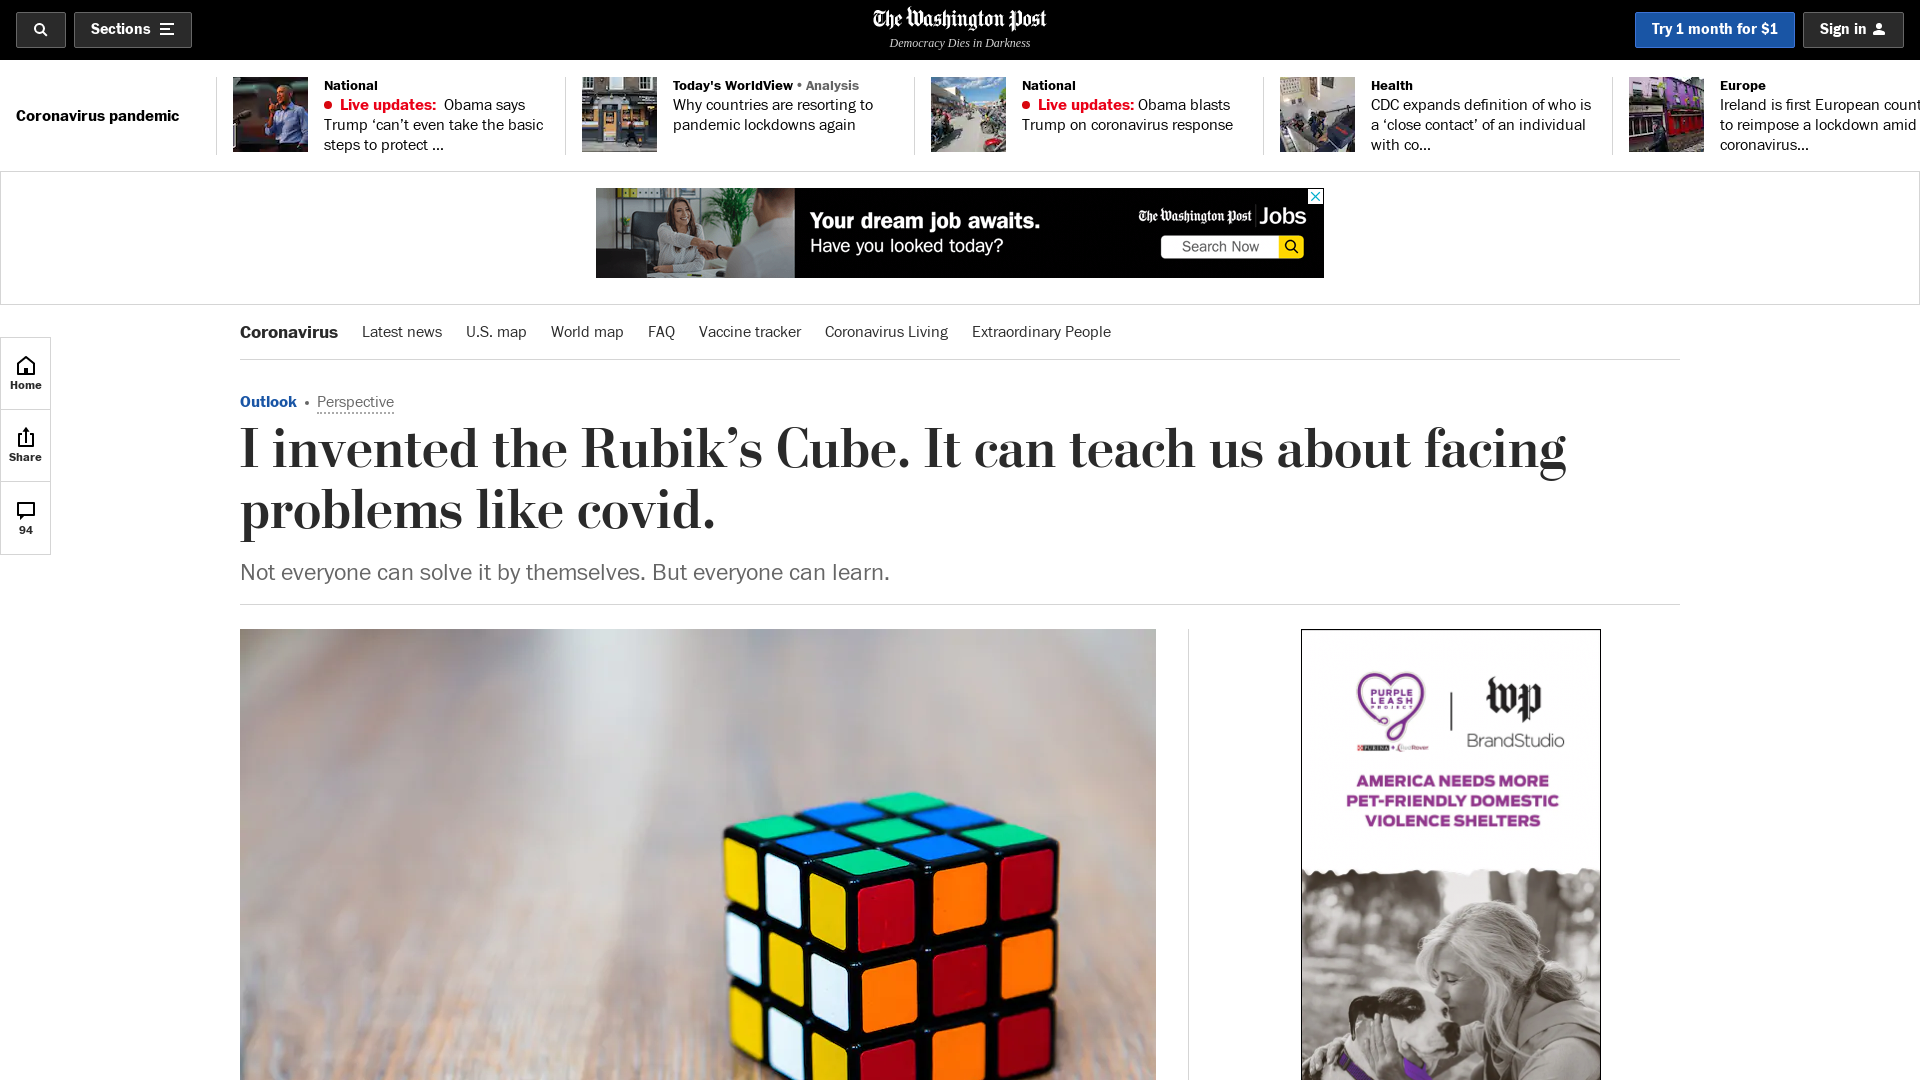 Sections
The Washington Post
Democracy Dies in Darkness
Try 1 month for $1
Sign in
Coronavirus pandemic
National
Live updates: Obama says
Trump ‘can’t even take the basic
steps to protect ...
Today's WorldView • Analysis
Why countries are resorting to
pandemic lockdowns again
National
Live updates: Obama blasts
Trump on coronavirus response
Health
CDC expands definition of who is
a ‘close contact’ of an individual
with co...
Europe
Ireland is first European count
to reimpose a lockdown amid
coronavirus...
Your dream job awaits.
Have you looked today?
The Washington Post Jobs
Search Now
Coronavirus Latest news U.S. map World map FAQ Vaccine tracker Coronavirus Living Extraordinary People
Home
Share
94
Outlook • Perspective
I invented the Rubik’s Cube. It can teach us about facing
problems like covid.
Not everyone can solve it by themselves. But everyone can learn.
PURPLE
LEASH
PROJECT
PURINA
wp
BrandStudio
AMERICA NEEDS MORE
PET-FRIENDLY DOMESTIC
VIOLENCE SHELTERS